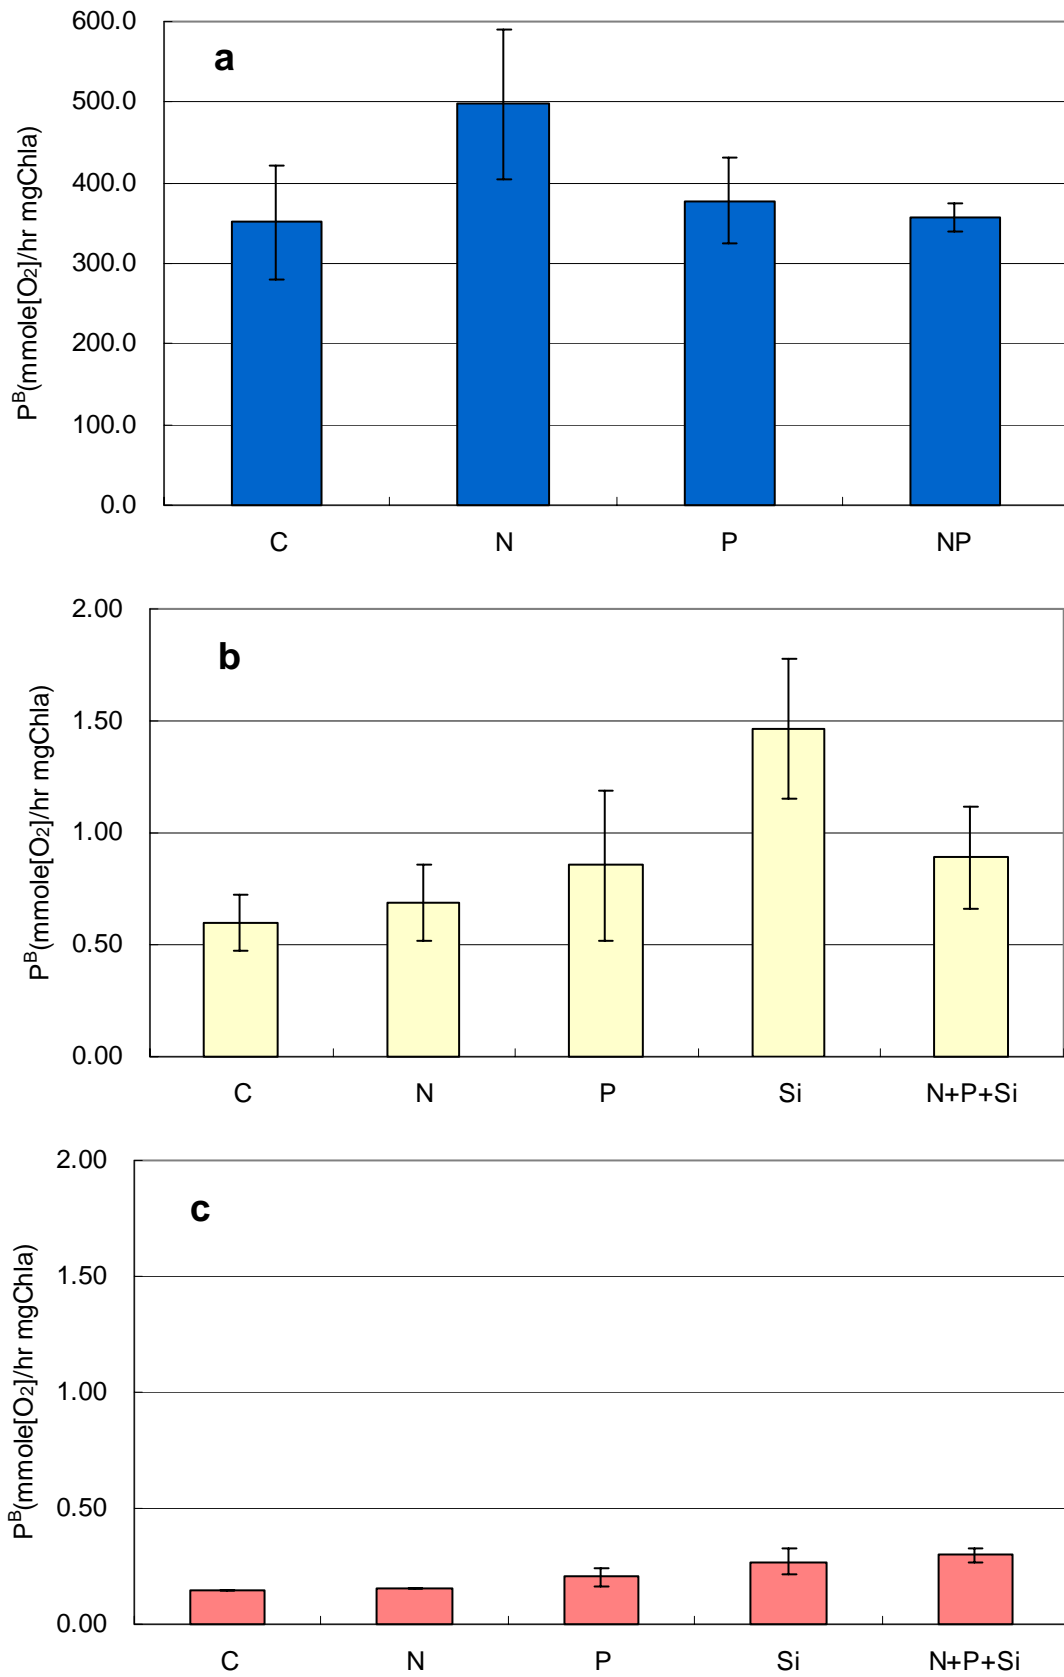 a
P^B(mmole[O₂]/hr mgChla)
600.0
500.0
400.0
300.0
200.0
100.0
0.0
C N P NP
b
P^B(mmole[O₂]/hr mgChla)
2.00
1.50
1.00
0.50
0.00
C N P Si N+P+Si
c
P^B(mmole[O₂]/hr mgChla)
2.00
1.50
1.00
0.50
0.00
C N P Si N+P+Si